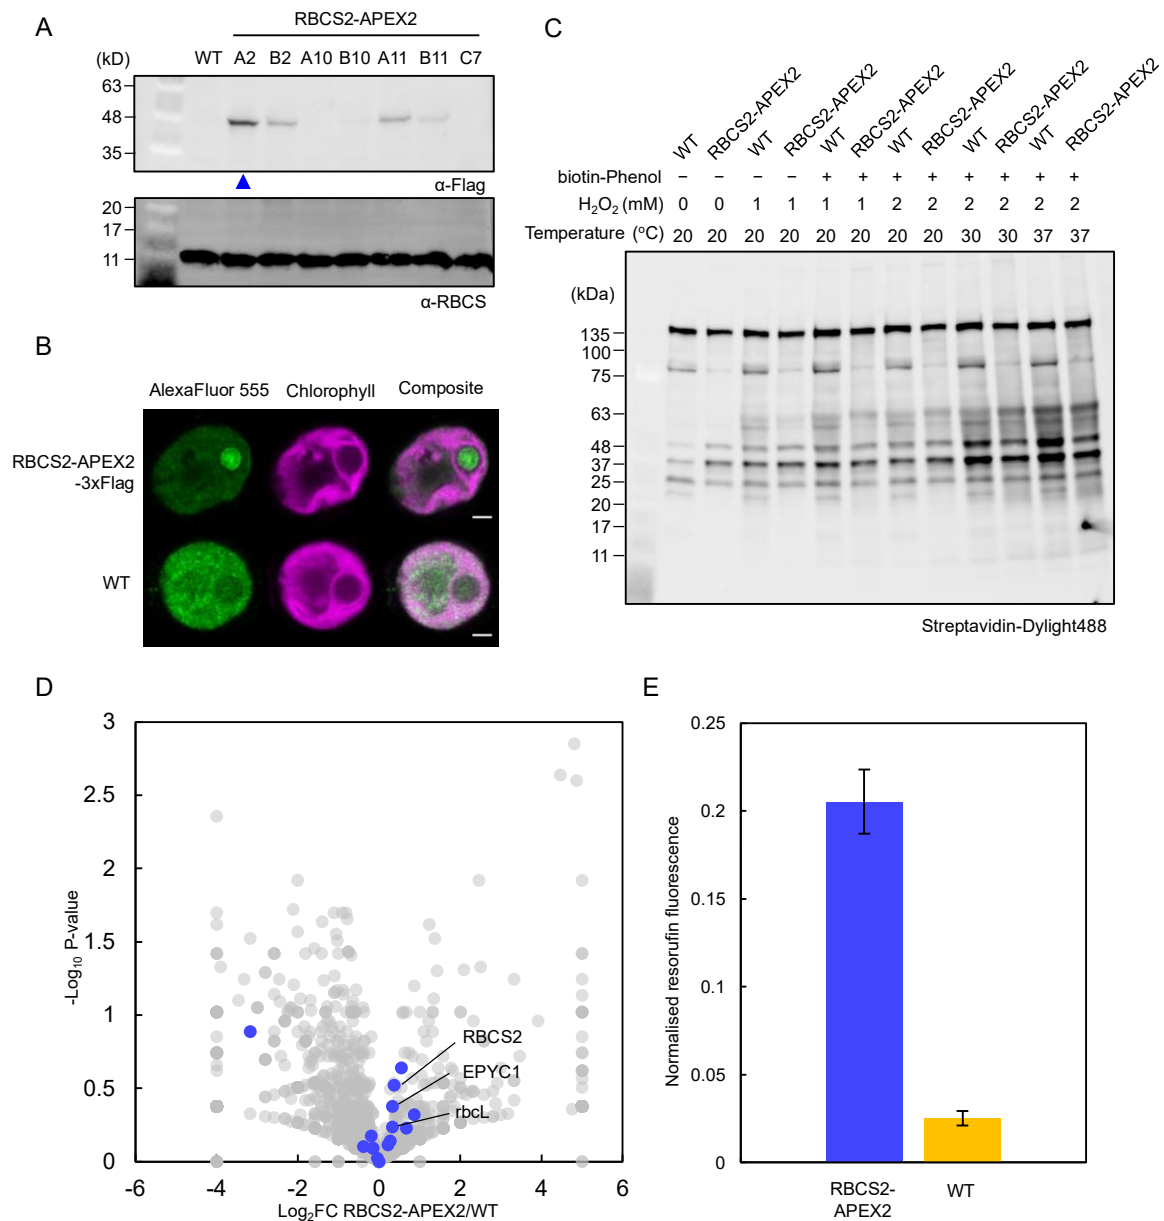 A
RBCS2-APEX2
(kD) WT A2 B2 A10 B10 A11 B11 C7
63
48
35
α-Flag
20
17
11
α-RBCS
B
AlexaFluor 555 Chlorophyll Composite
RBCS2-APEX2
-3xFlag
WT
C
WT RBCS2-APEX2 WT RBCS2-APEX2 WT RBCS2-APEX2 WT RBCS2-APEX2 WT RBCS2-APEX2 WT RBCS2-APEX2
biotin-Phenol – – – – + + + + + + + +
H₂O₂ (mM) 0 0 1 1 1 1 2 2 2 2 2 2
Temperature (°C) 20 20 20 20 20 20 20 20 30 30 37 37
(kDa)
135
100
75
63
48
37
25
20
17
11
Streptavidin-Dylight488
D
3
2.5
2
1.5
1
0.5
0
-Log₁₀ P-value
RBCS2
EPYC1
rbcL
-6 -4 -2 0 2 4 6
Log₂FC RBCS2-APEX2/WT
E
0.25
0.2
0.15
0.1
0.05
0
Normalised resorufin fluorescence
RBCS2-
APEX2
WT